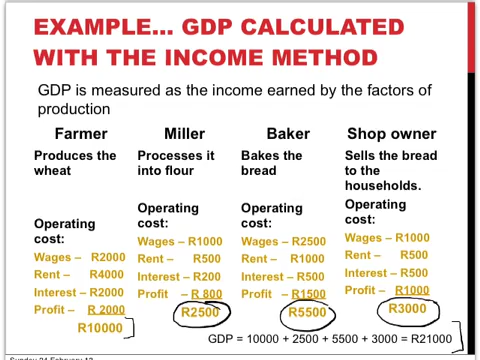 EXAMPLE... GDP CALCULATED
WITH THE INCOME METHOD
GDP is measured as the income earned by the factors of
production
Farmer
Produces the
wheat
Operating
cost:
Wages – R2000
Rent – R4000
Interest – R2000
Profit – R 2000
R10000
Miller
Processes it
into flour
Operating
cost:
Wages – R1000
Rent – R500
Interest – R200
Profit – R 800
R2500
Baker
Bakes the
bread
Operating
cost:
Wages – R2500
Rent – R1000
Interest – R500
Profit – R1500
R5500
Shop owner
Sells the bread
to the
households.
Operating
cost:
Wages – R1000
Rent – R500
Interest – R500
Profit – R1000
R3000
GDP = 10000 + 2500 + 5500 + 3000 = R21000
Sunday 24 February 13